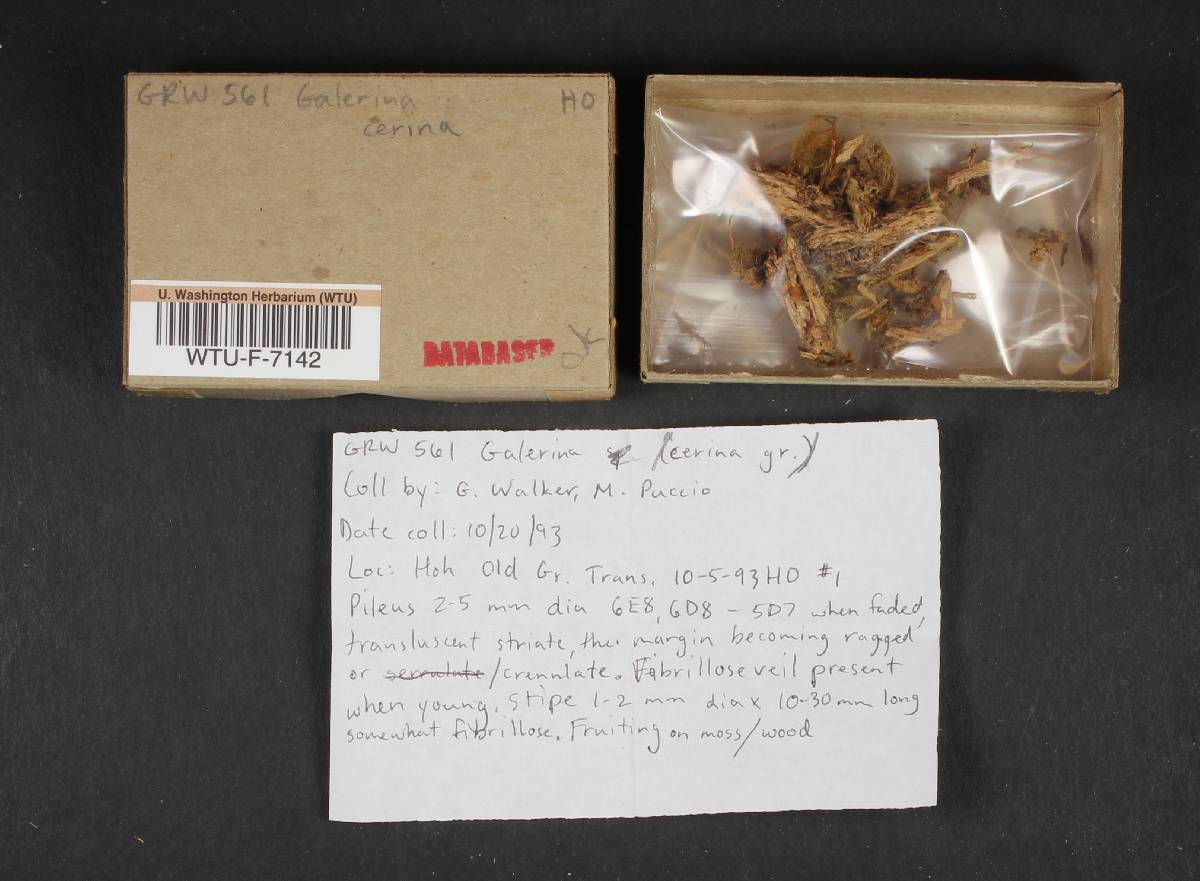 GRW 561 Galerina HO
cerina
U. Washington Herbarium (WTU)
WTU-F-7142
DATABASED
OK
GRW 561 Galerina (cerina gr.)
Coll by: G. Walker, M. Puccio
Date coll: 10/20/93
Loc: Hoh Old Gr. Trans. 10-5-93 HO #1
Pileus 2-5 mm dia 6E8, 6D8 - 5D7 when faded,
transluscent striate, the margin becoming ragged
or serrulate/crennlate. Fibrillose veil present
when young. Stipe 1-2 mm dia x 10-30 mm long
somewhat fibrillose. Fruiting on moss/wood